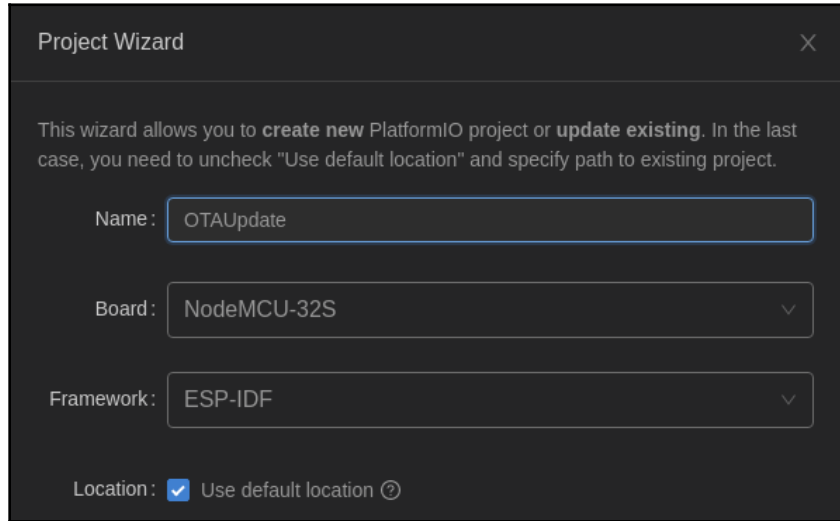 Project Wizard
This wizard allows you to create new PlatformIO project or update existing. In the last
case, you need to uncheck "Use default location" and specify path to existing project.
Name: OTAUpdate
Board: NodeMCU-32S
Framework: ESP-IDF
Location: Use default location